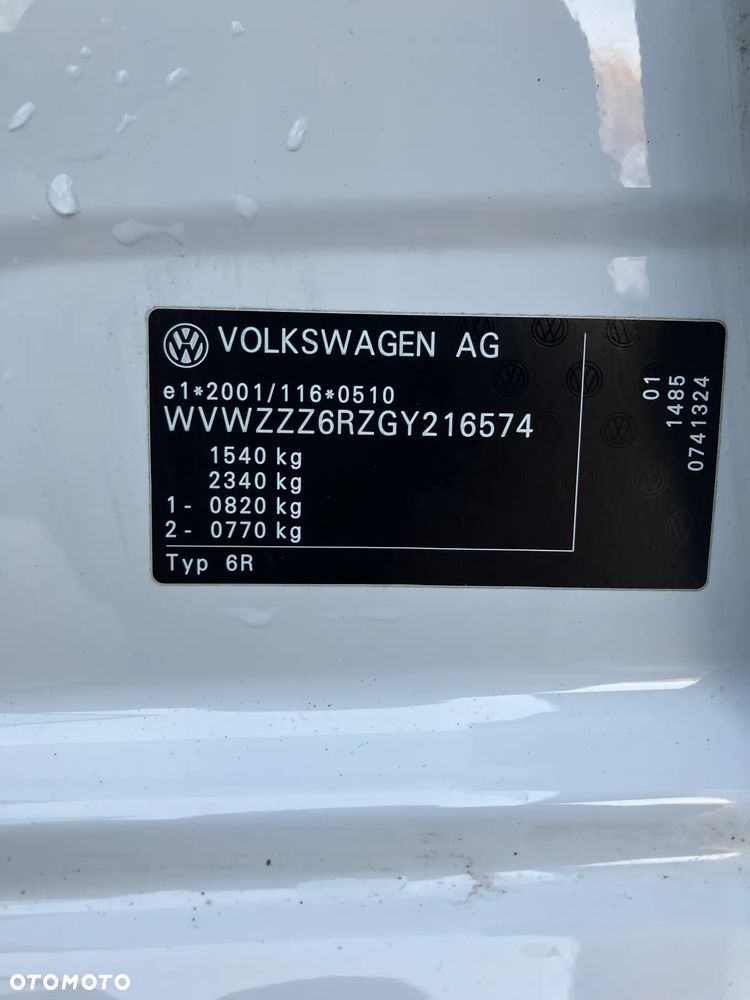 VOLKSWAGEN AG
e1*2001/116*0510
WVWZZZ6RZGY216574
1540 kg
2340 kg
1- 0820 kg
2- 0770 kg
Typ 6R
01
1485
0741324
OTOMOTO